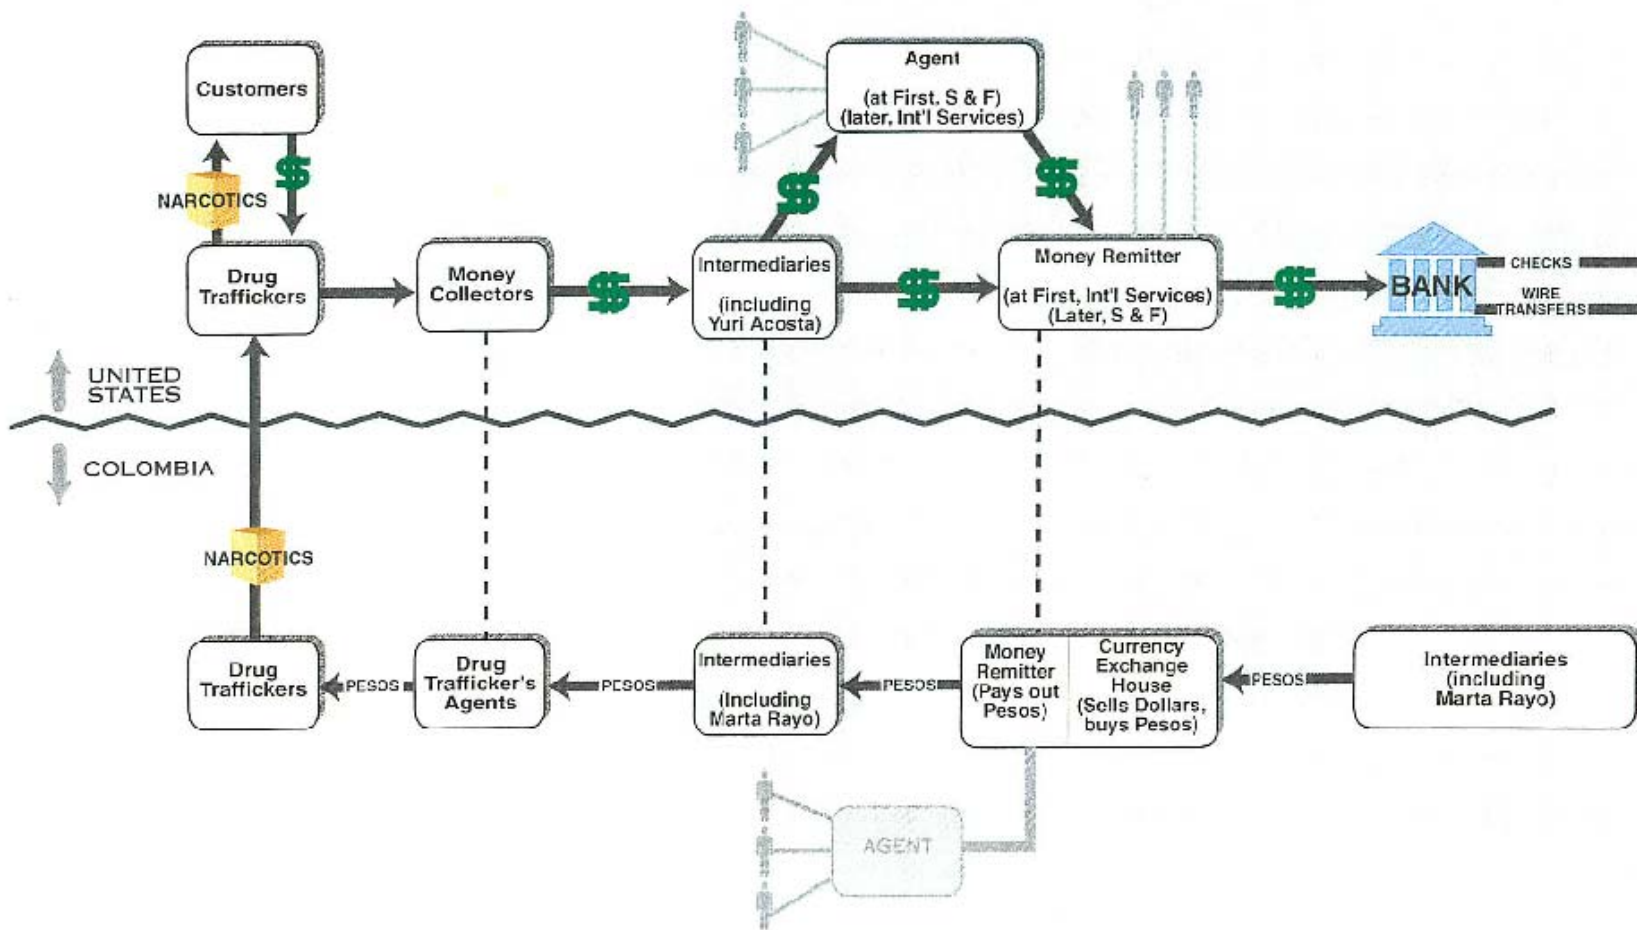 Customers
$
NARCOTICS
Drug
Traffickers
Money
Collectors
$
Intermediaries
(including
Yuri Acosta)
$
Agent
(at First, S & F)
(later, Int'l Services)
$
$
Money Remitter
(at First, Int'l Services)
(Later, S & F)
$
BANK
CHECKS
WIRE
TRANSFERS
UNITED
STATES
COLOMBIA
NARCOTICS
Drug
Traffickers
PESOS
Drug
Trafficker's
Agents
PESOS
Intermediaries
(Including
Marta Rayo)
PESOS
Money
Remitter
(Pays out
Pesos)
Currency
Exchange
House
(Sells Dollars,
buys Pesos)
PESOS
Intermediaries
(including
Marta Rayo)
AGENT